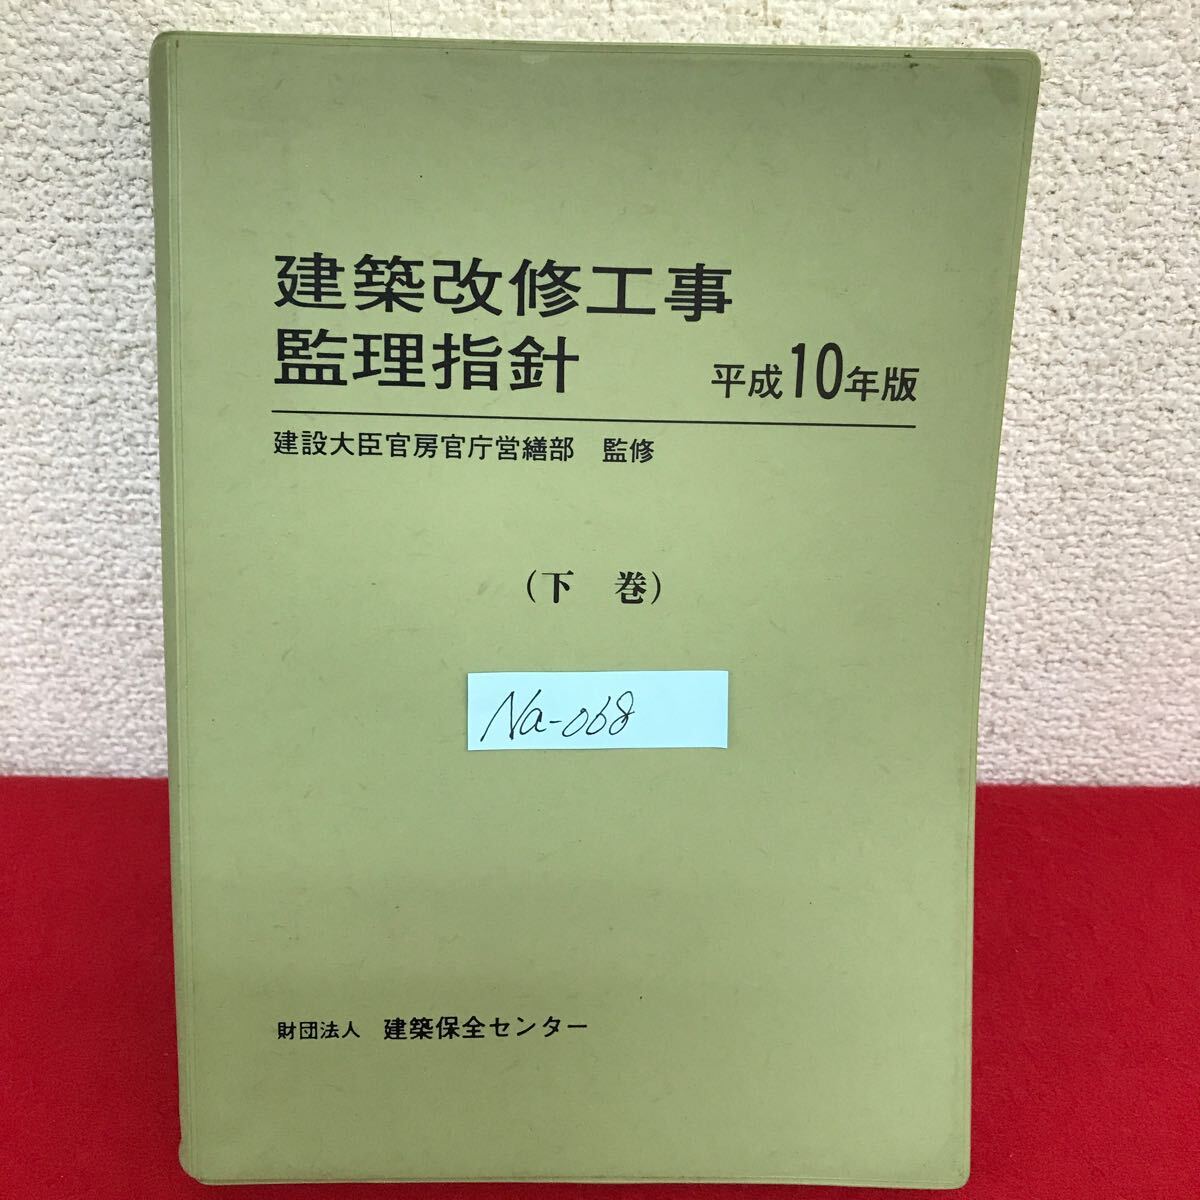 建築改修工事
監理指針 平成10年版
建設大臣官房官庁営繕部 監修
(下 巻)
Na-068
財団法人 建築保全センター